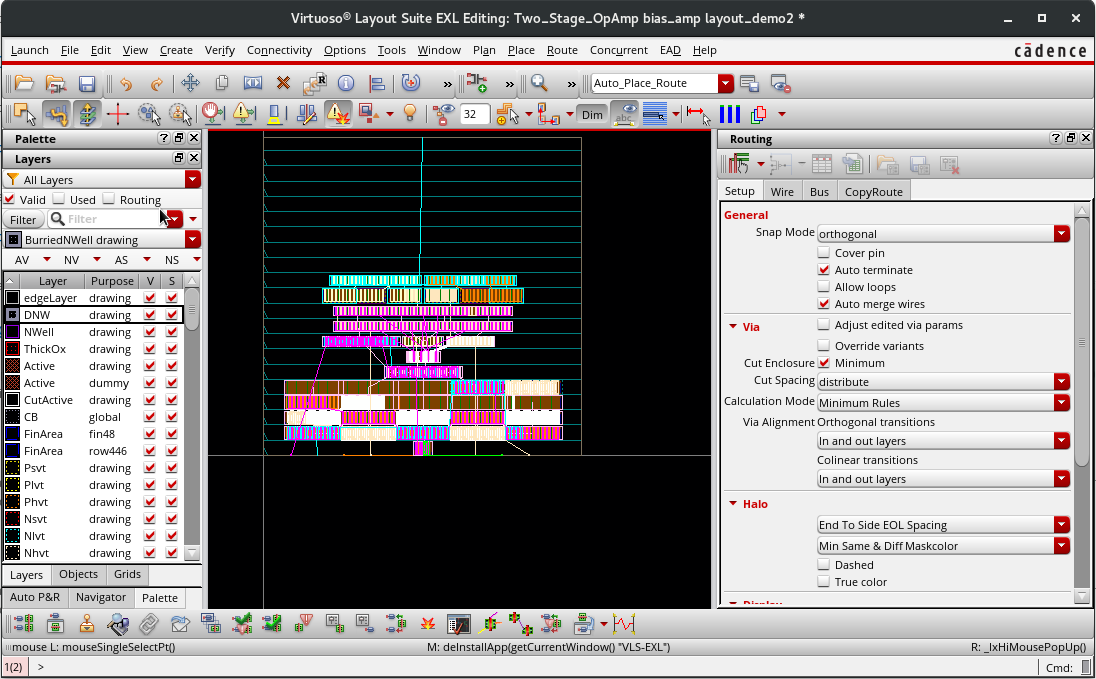 Virtuoso® Layout Suite EXL Editing: Two_Stage_OpAmp bias_amp layout_demo2 *
Launch File Edit View Create Verify Connectivity Options Tools Window Plan Place Route Concurrent EAD Help
cādence
» » » Auto_Place_Route
32 Dim abc
Palette
Layers
All Layers
Valid Used Routing
Filter Filter
BurriedNWell drawing
AV NV AS NS
Layer Purpose V S
edgeLayer drawing
DNW drawing
NWell drawing
ThickOx drawing
Active drawing
Active dummy
CutActive drawing
CB global
FinArea fin48
FinArea row446
Psvt drawing
Plvt drawing
Phvt drawing
Nsvt drawing
Nlvt drawing
Nhvt drawing
Layers Objects Grids
Auto P&R Navigator Palette
Routing
Setup Wire Bus CopyRoute
General
Snap Mode orthogonal
Cover pin
Auto terminate
Allow loops
Auto merge wires
Via Adjust edited via params
Override variants
Cut Enclosure Minimum
Cut Spacing distribute
Calculation Mode Minimum Rules
Via Alignment Orthogonal transitions
In and out layers
Colinear transitions
In and out layers
Halo
End To Side EOL Spacing
Min Same & Diff Maskcolor
Dashed
True color
Display
mouse L: mouseSingleSelectPt() M: deInstallApp(getCurrentWindow() "VLS-EXL") R: _lxHiMousePopUp()
1(2) > Cmd: